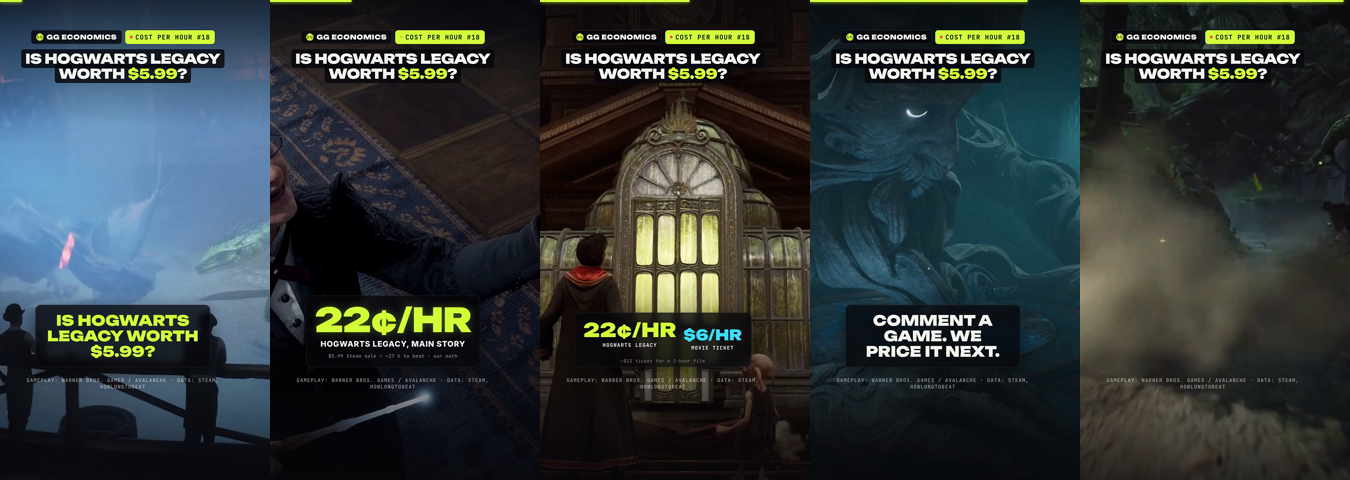 GG ECONOMICS
COST PER HOUR #18
IS HOGWARTS LEGACY
WORTH $5.99?
IS HOGWARTS
LEGACY WORTH
$5.99?
GAMEPLAY: WARNER BROS. GAMES / AVALANCHE · DATA: STEAM,
HOWLONGTOBEAT
GG ECONOMICS
COST PER HOUR #18
IS HOGWARTS LEGACY
WORTH $5.99?
22¢/HR
HOGWARTS LEGACY, MAIN STORY
$5.99 Steam sale ÷ ~27 h to beat · our math
GAMEPLAY: WARNER BROS. GAMES / AVALANCHE · DATA: STEAM,
HOWLONGTOBEAT
GG ECONOMICS
COST PER HOUR #18
IS HOGWARTS LEGACY
WORTH $5.99?
22¢/HR
HOGWARTS LEGACY
$6/HR
MOVIE TICKET
~$12 ticket for a 2-hour film
GAMEPLAY: WARNER BROS. GAMES / AVALANCHE · DATA: STEAM,
HOWLONGTOBEAT
GG ECONOMICS
COST PER HOUR #18
IS HOGWARTS LEGACY
WORTH $5.99?
COMMENT A
GAME. WE
PRICE IT NEXT.
GAMEPLAY: WARNER BROS. GAMES / AVALANCHE · DATA: STEAM,
HOWLONGTOBEAT
GG ECONOMICS
COST PER HOUR #18
IS HOGWARTS LEGACY
WORTH $5.99?
GAMEPLAY: WARNER BROS. GAMES / AVALANCHE · DATA: STEAM,
HOWLONGTOBEAT